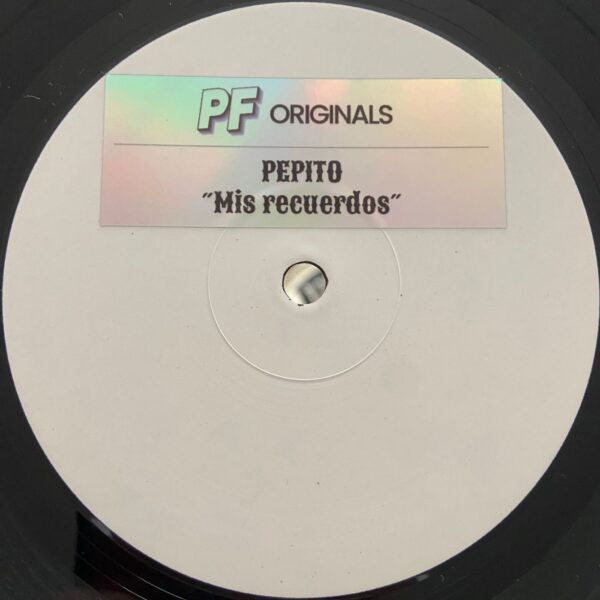 PF ORIGINALS
PEPITO
"Mis recuerdos"